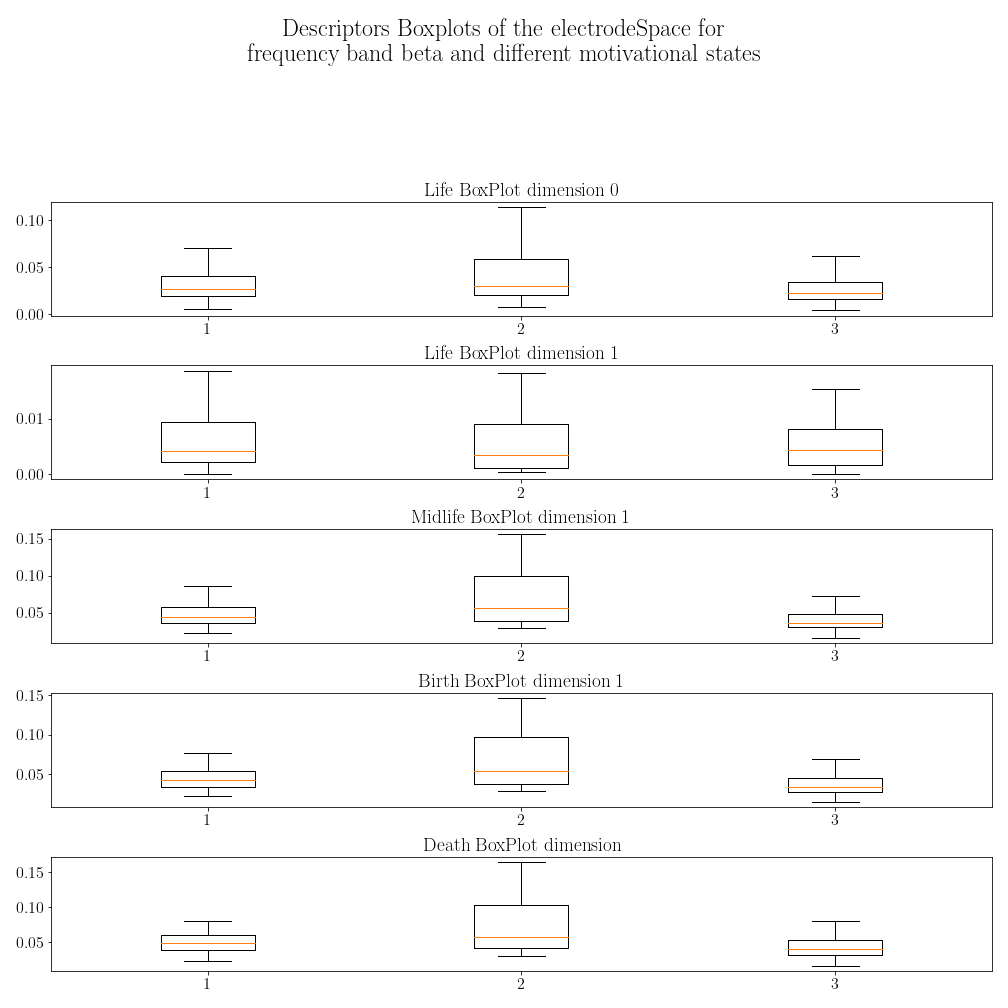 Descriptors Boxplots of the electrodeSpace for
frequency band beta and different motivational states
Life BoxPlot dimension 0
0.10
0.05
0.00
1 2 3
Life BoxPlot dimension 1
0.01
0.00
1 2 3
Midlife BoxPlot dimension 1
0.15
0.10
0.05
1 2 3
Birth BoxPlot dimension 1
0.15
0.10
0.05
1 2 3
Death BoxPlot dimension
0.15
0.10
0.05
1 2 3